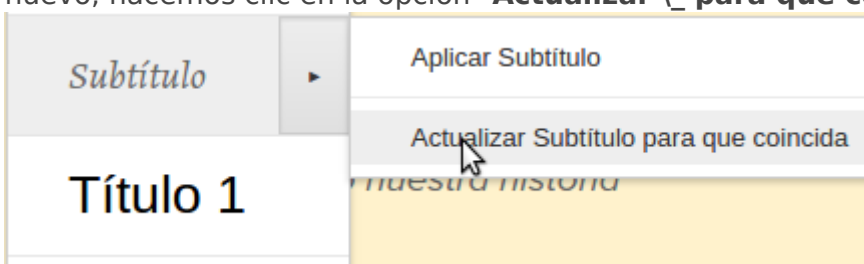 nuevo, hacemos clic en la opción "Actualizar \_ para que c
Subtítulo ▸ Aplicar Subtítulo
Actualizar Subtítulo para que coincida
nuestra historia
Título 1